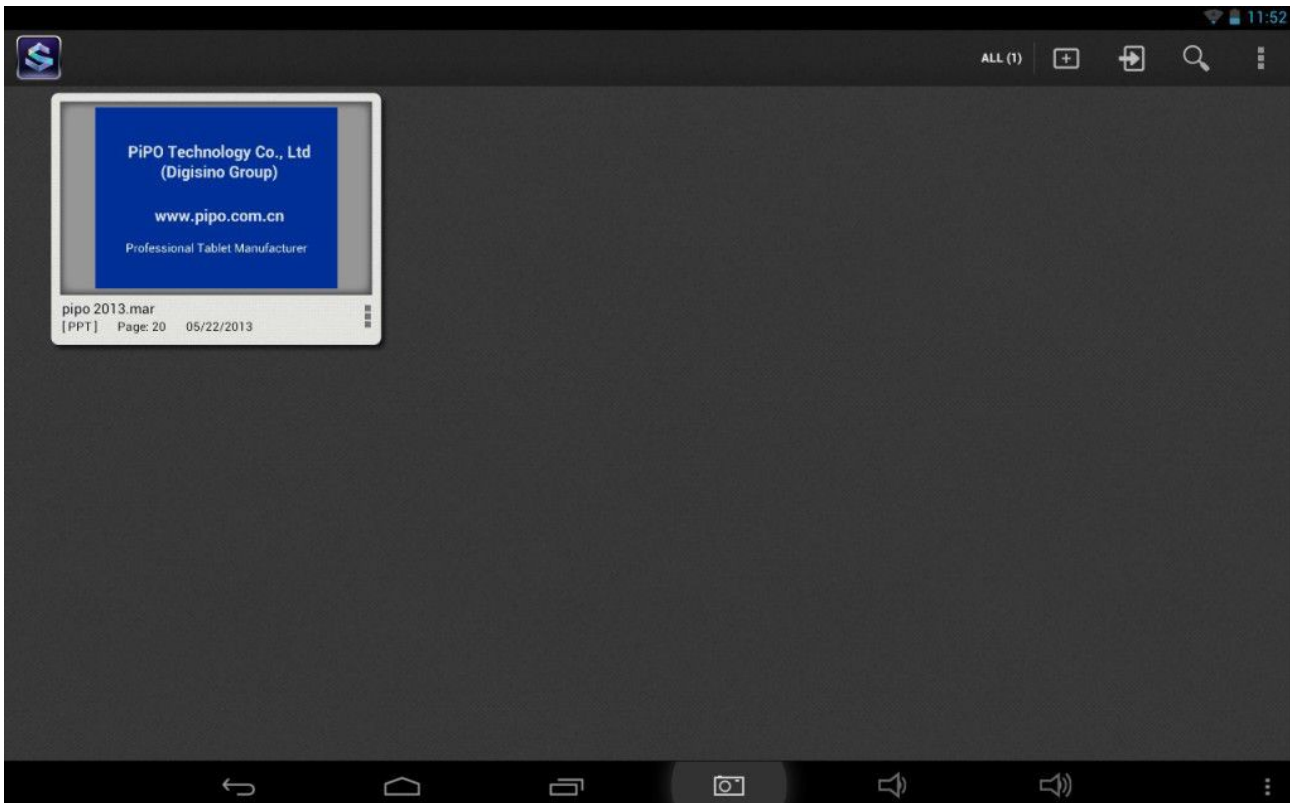 11:52
ALL (1)
PiPO Technology Co., Ltd
(Digisino Group)
www.pipo.com.cn
Professional Tablet Manufacturer
pipo 2013.mar
[PPT] Page: 20 05/22/2013